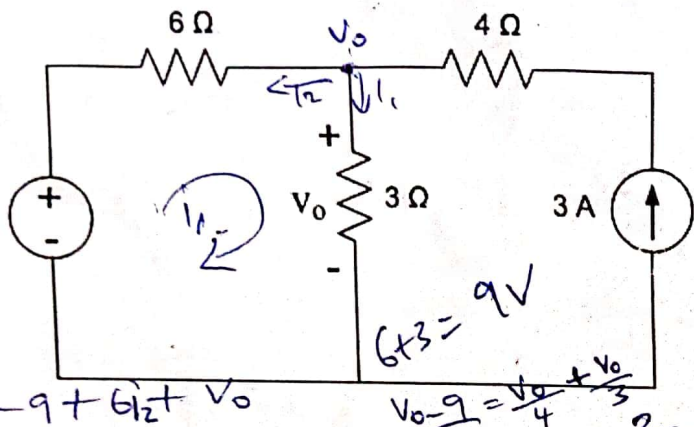 6 Ω
V₀
4 Ω
I₂
I₁
+
+
-
V₀
3 Ω
3 A
-
6+3 = 9V
-9 + 6i₂ + V₀
V₀-9 = V₀/4 + V₀/3